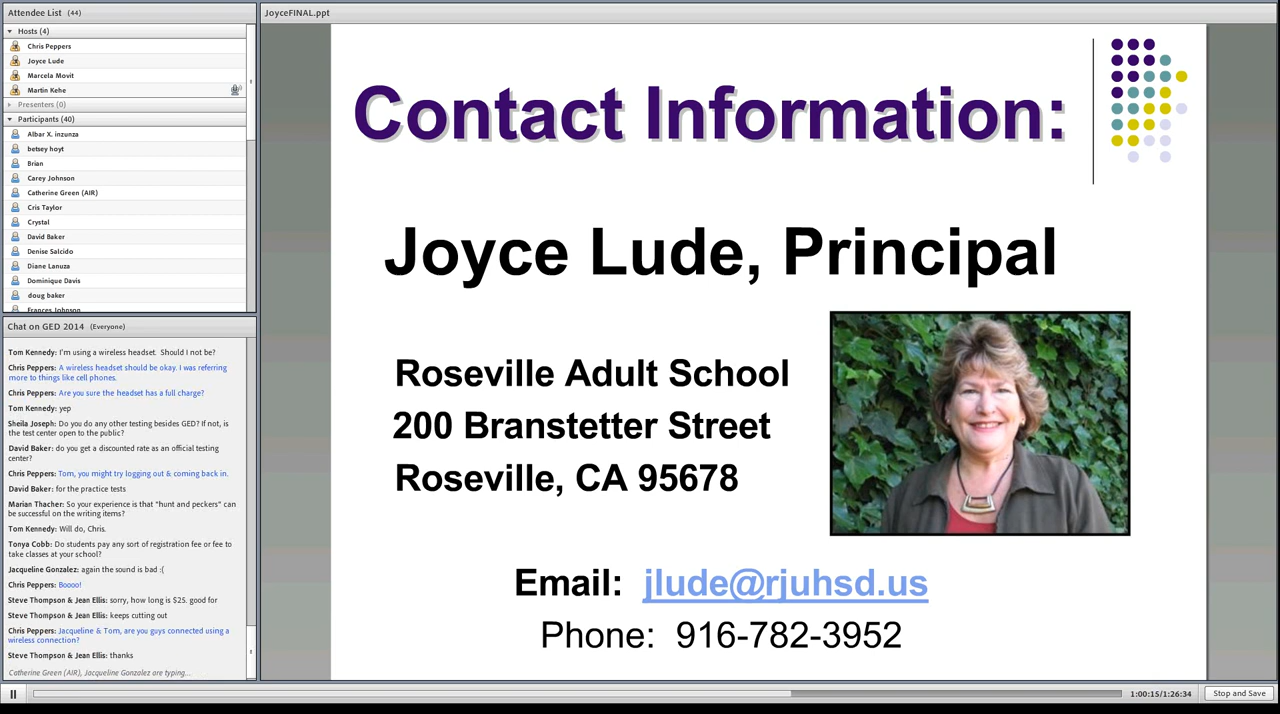 Attendee List (44)
Hosts (4)
Chris Peppers
Joyce Lude
Marcela Movit
Martin Kehe
Presenters (0)
Participants (40)
Albar X. inzunza
betsey hoyt
Brian
Carey Johnson
Catherine Green (AIR)
Cris Taylor
Crystal
David Baker
Denise Salcido
Diane Lanuza
Dominique Davis
doug baker
Frances Johnson
Chat on GED 2014 (Everyone)
Tom Kennedy: I'm using a wireless headset. Should I not be?
Chris Peppers: A wireless headset should be okay. I was referring
more to things like cell phones.
Chris Peppers: Are you sure the headset has a full charge?
Tom Kennedy: yep
Sheila Joseph: Do you do any other testing besides GED? If not, is
the test center open to the public?
David Baker: do you get a discounted rate as an official testing
center?
Chris Peppers: Tom, you might try logging out & coming back in.
David Baker: for the practice tests
Marian Thacher: So your experience is that "hunt and peckers" can
be successful on the writing items?
Tom Kennedy: Will do, Chris.
Tonya Cobb: Do students pay any sort of registration fee or fee to
take classes at your school?
Jacqueline Gonzalez: again the sound is bad :(
Chris Peppers: Boooo!
Steve Thompson & Jean Ellis: sorry, how long is $25. good for
Steve Thompson & Jean Ellis: keeps cutting out
Chris Peppers: Jacqueline & Tom, are you guys connected using a
wireless connection?
Steve Thompson & Jean Ellis: thanks
Catherine Green (AIR), Jacqueline Gonzalez are typing...
JoyceFINAL.ppt
Contact Information:
Joyce Lude, Principal
Roseville Adult School
200 Branstetter Street
Roseville, CA 95678
Email: jlude@rjuhsd.us
Phone: 916-782-3952
1:00:15/1:26:34
Stop and Save